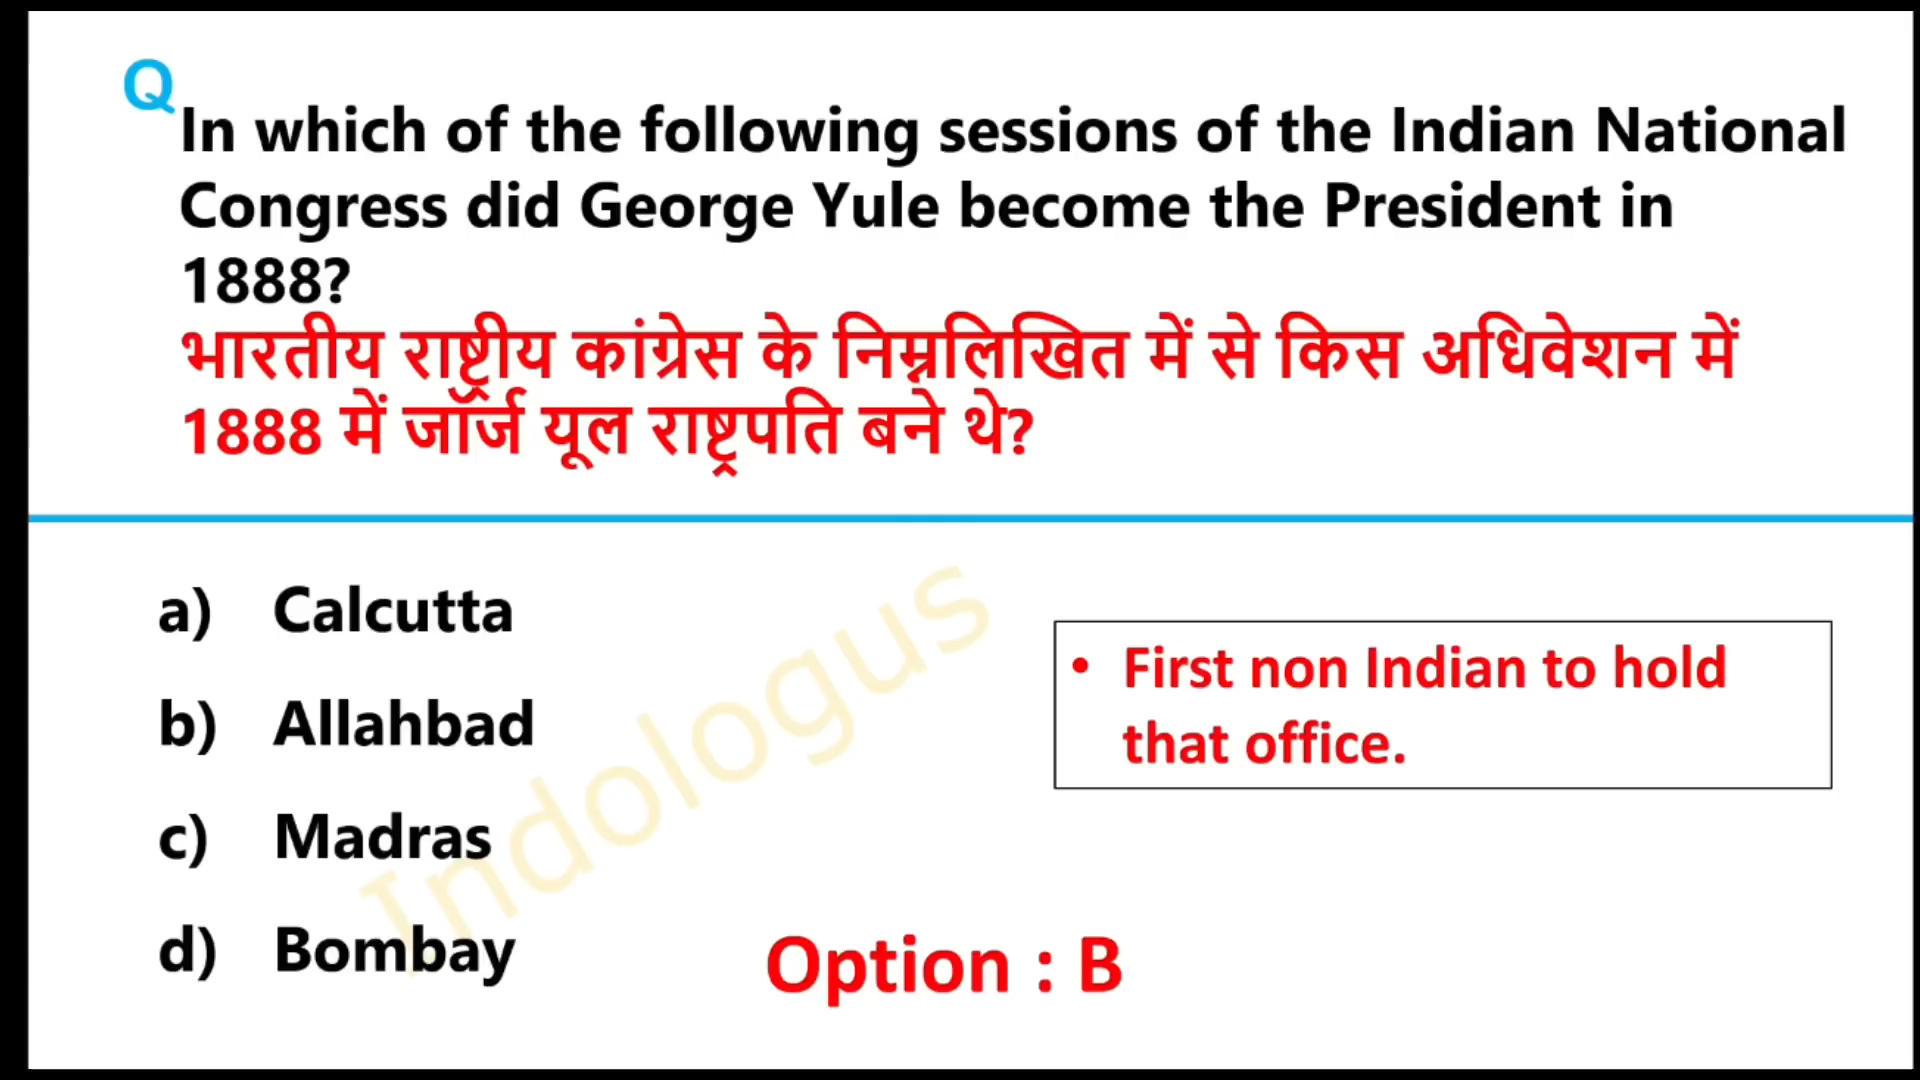 Q
In which of the following sessions of the Indian National
Congress did George Yule become the President in
1888?
भारतीय राष्ट्रीय कांग्रेस के निम्नलिखित में से किस अधिवेशन में
1888 में जॉर्ज यूल राष्ट्रपति बने थे?
a) Calcutta
b) Allahbad
c) Madras
d) Bombay
• First non Indian to hold
that office.
Option : B
Indologus